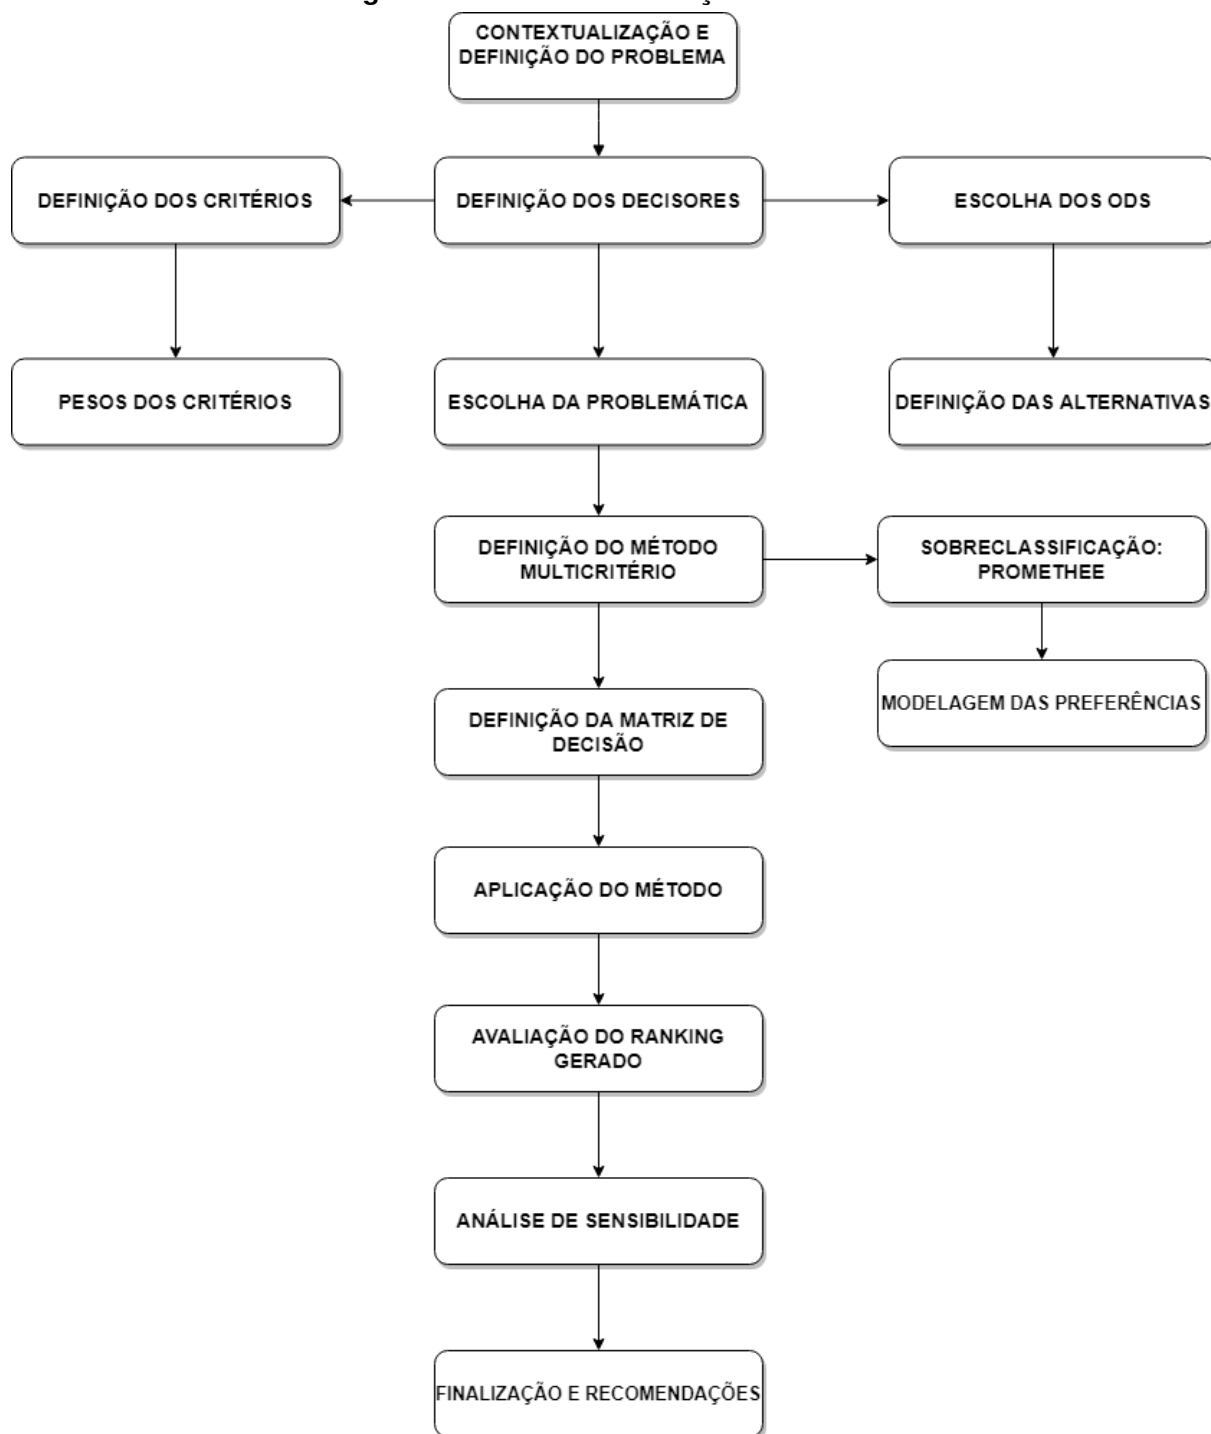 CONTEXTUALIZAÇÃO E
DEFINIÇÃO DO PROBLEMA
DEFINIÇÃO DOS CRITÉRIOS
DEFINIÇÃO DOS DECISORES
ESCOLHA DOS ODS
PESOS DOS CRITÉRIOS
ESCOLHA DA PROBLEMÁTICA
DEFINIÇÃO DAS ALTERNATIVAS
DEFINIÇÃO DO MÉTODO
MULTICRITÉRIO
SOBRECLASSIFICAÇÃO:
PROMETHEE
MODELAGEM DAS PREFERÊNCIAS
DEFINIÇÃO DA MATRIZ DE
DECISÃO
APLICAÇÃO DO MÉTODO
AVALIAÇÃO DO RANKING
GERADO
ANÁLISE DE SENSIBILIDADE
FINALIZAÇÃO E RECOMENDAÇÕES